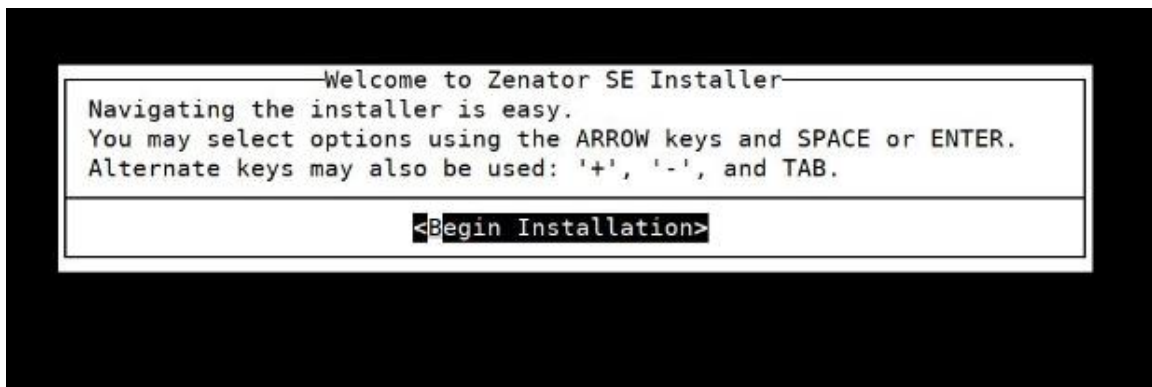 Welcome to Zenator SE Installer
Navigating the installer is easy.
You may select options using the ARROW keys and SPACE or ENTER.
Alternate keys may also be used: '+', '-', and TAB.
<Begin Installation>